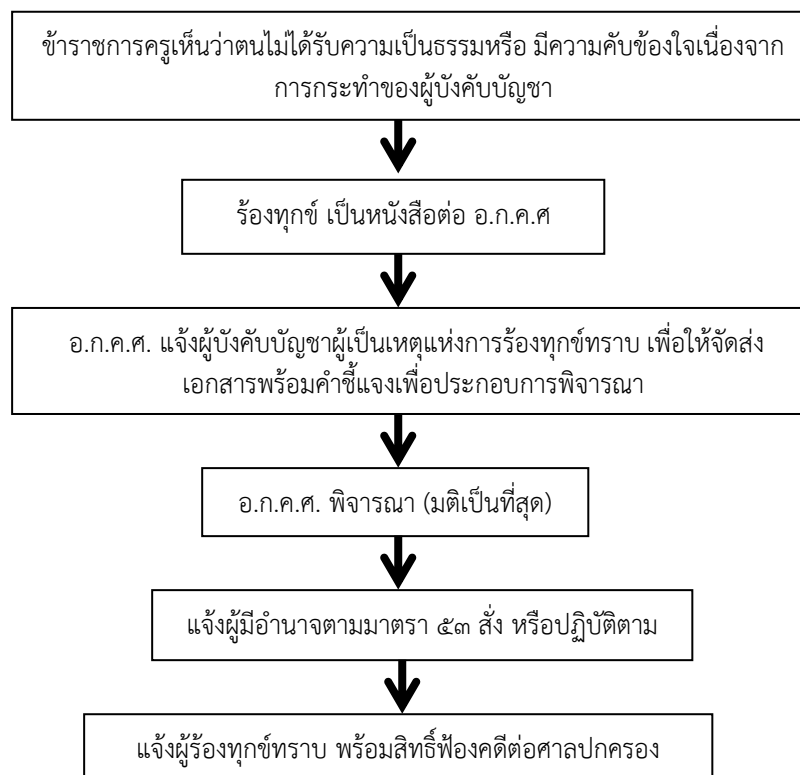 ข้าราชการครูเห็นว่าตนไม่ได้รับความเป็นธรรมหรือ มีความคับข้องใจเนื่องจาก
การกระทำของผู้บังคับบัญชา
ร้องทุกข์ เป็นหนังสือต่อ อ.ก.ค.ศ
อ.ก.ค.ศ. แจ้งผู้บังคับบัญชาผู้เป็นเหตุแห่งการร้องทุกข์ทราบ เพื่อให้จัดส่ง
เอกสารพร้อมคำชี้แจงเพื่อประกอบการพิจารณา
อ.ก.ค.ศ. พิจารณา (มติเป็นที่สุด)
แจ้งผู้มีอำนาจตามมาตรา ๕๓ สั่ง หรือปฏิบัติตาม
แจ้งผู้ร้องทุกข์ทราบ พร้อมสิทธิ์ฟ้องคดีต่อศาลปกครอง